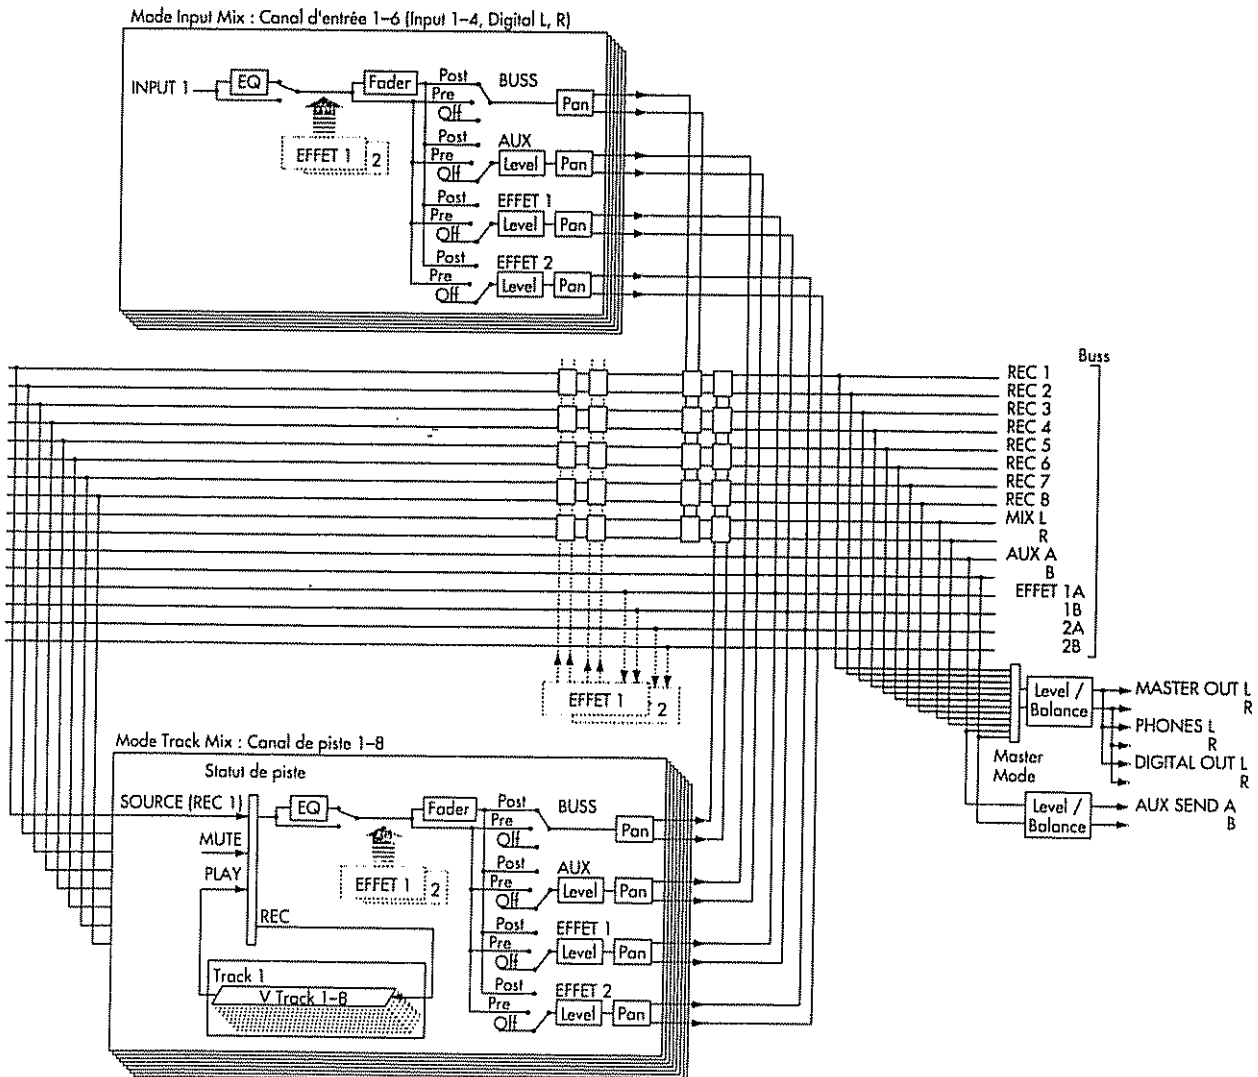 Mode Input Mix : Canal d'entrée 1–6 (Input 1–4, Digital L, R)
INPUT 1
EQ
Fader
Post
Pre
Off
BUSS
Pan
EFFET 1
2
Post
Pre
Off
AUX
Level
Pan
Post
Pre
Off
EFFET 1
Level
Pan
Post
Pre
Off
EFFET 2
Level
Pan
Buss
REC 1
REC 2
REC 3
REC 4
REC 5
REC 6
REC 7
REC 8
MIX L
R
AUX A
B
EFFET 1A
1B
2A
2B
EFFET 1
2
Master Mode
Level / Balance
MASTER OUT L
R
PHONES L
R
DIGITAL OUT L
R
Level / Balance
AUX SEND A
B
Mode Track Mix : Canal de piste 1–8
Statut de piste
SOURCE (REC 1)
MUTE
PLAY
REC
EQ
Fader
Post
Pre
Off
BUSS
Pan
EFFET 1
2
Post
Pre
Off
AUX
Level
Pan
Post
Pre
Off
EFFET 1
Level
Pan
Post
Pre
Off
EFFET 2
Level
Pan
Track 1
V Track 1–8